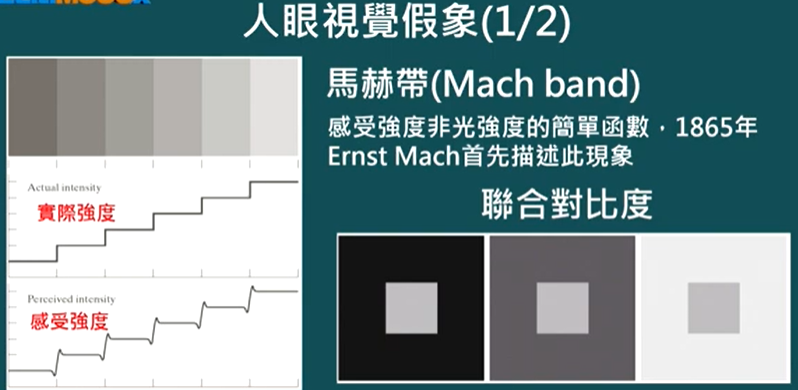 人眼視覺假象(1/2)
馬赫帶(Mach band)
感受強度非光強度的簡單函數，1865年
Ernst Mach首先描述此現象
Actual intensity
實際強度
Perceived intensity
感受強度
聯合對比度